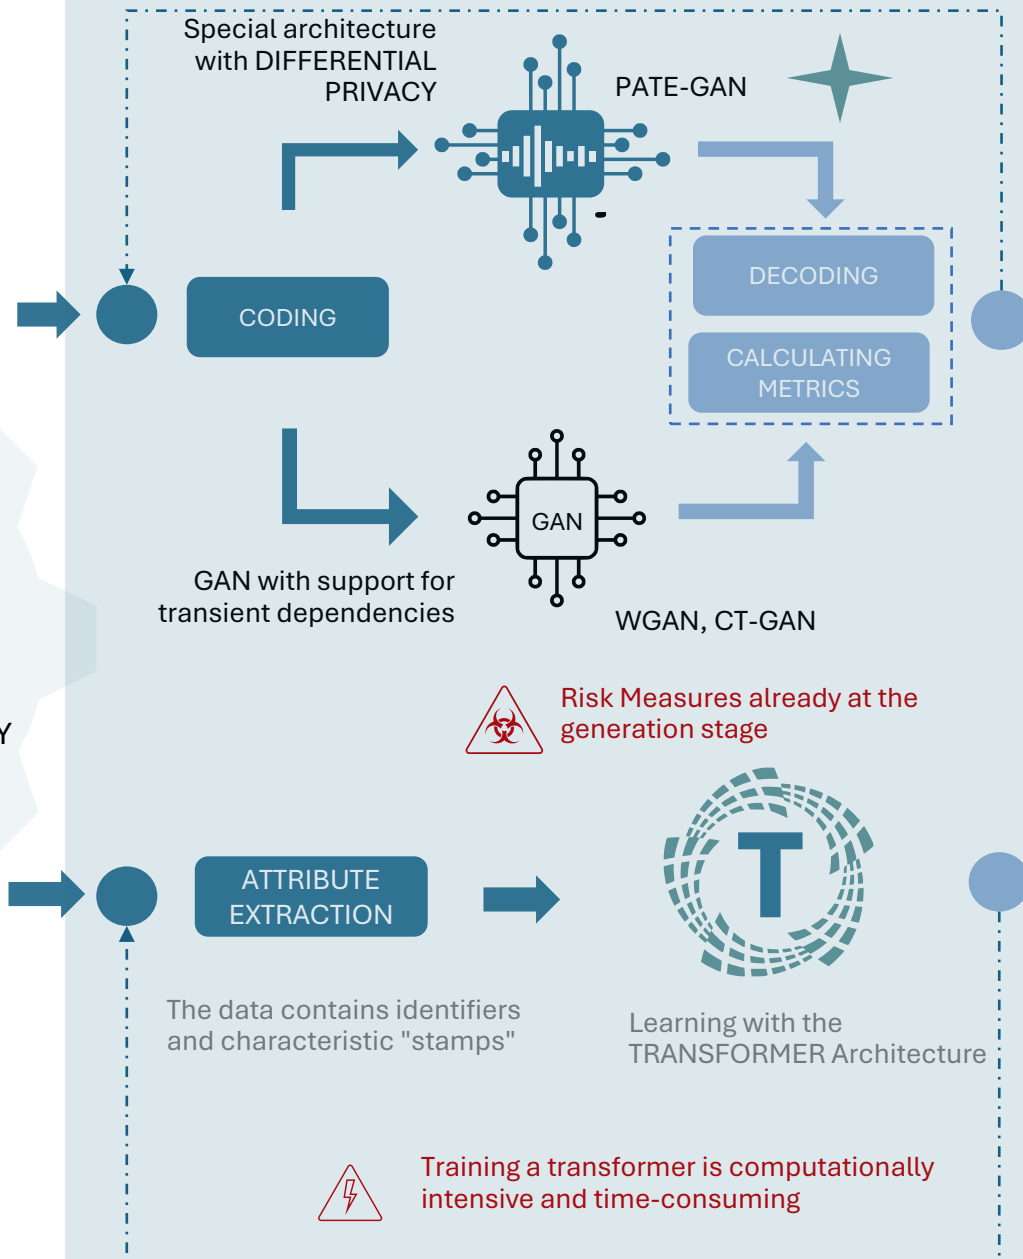 Special architecture
with DIFFERENTIAL
PRIVACY
PATE-GAN
CODING
DECODING
CALCULATING
METRICS
GAN
GAN with support for
transient dependencies
WGAN, CT-GAN
Risk Measures already at the
generation stage
Y
T
ATTRIBUTE
EXTRACTION
The data contains identifiers
and characteristic "stamps"
Learning with the
TRANSFORMER Architecture
Training a transformer is computationally
intensive and time-consuming